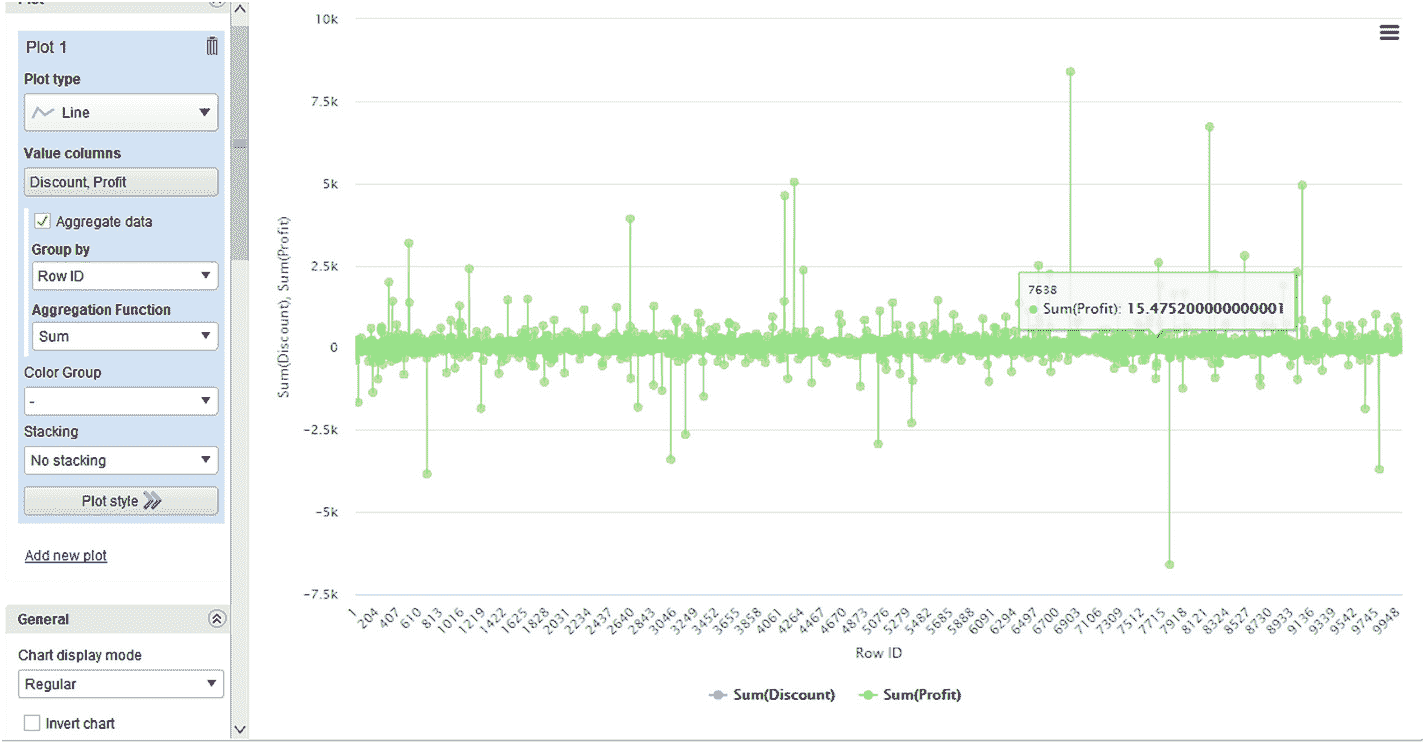 Plot
Plot 1
Plot type
Line
Value columns
Discount, Profit
Aggregate data
Group by
Row ID
Aggregation Function
Sum
Color Group
-
Stacking
No stacking
Plot style
Add new plot
General
Chart display mode
Regular
Invert chart
Sum(Discount), Sum(Profit)
10k
7.5k
5k
2.5k
0
-2.5k
-5k
-7.5k
7638
Sum(Profit): 15.475200000000001
1 204 407 610 813 1016 1219 1422 1625 1828 2031 2234 2437 2640 2843 3046 3249 3452 3655 3858 4061 4264 4467 4670 4873 5076 5279 5482 5685 5888 6091 6294 6497 6700 6903 7106 7309 7512 7715 7918 8121 8324 8527 8730 8933 9136 9339 9542 9745 9948
Row ID
Sum(Discount) Sum(Profit)